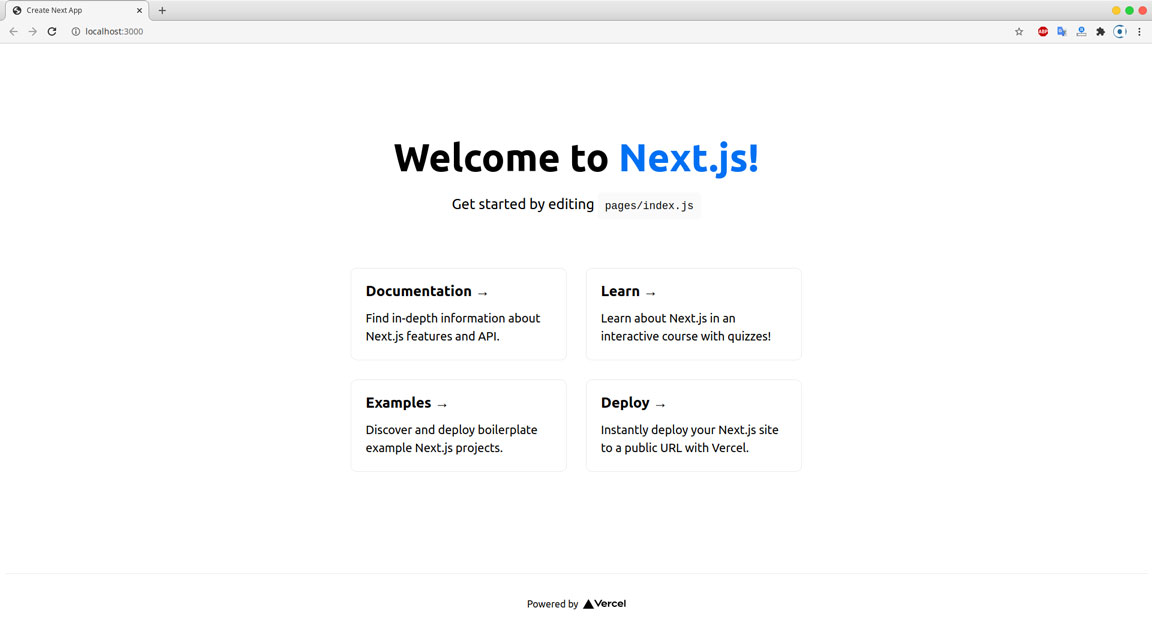 Create Next App
localhost:3000
ABP
Welcome to Next.js!
Get started by editing pages/index.js
Documentation →
Find in-depth information about
Next.js features and API.
Learn →
Learn about Next.js in an
interactive course with quizzes!
Examples →
Discover and deploy boilerplate
example Next.js projects.
Deploy →
Instantly deploy your Next.js site
to a public URL with Vercel.
Powered by Vercel